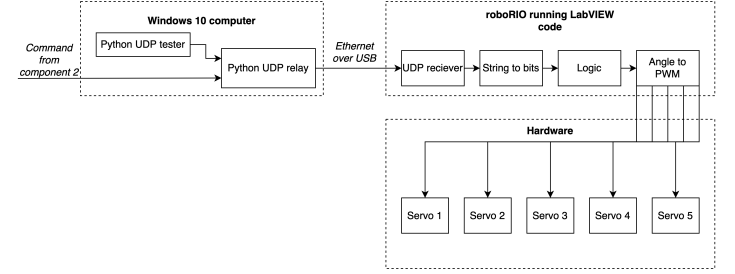 Windows 10 computer
Python UDP tester
Python UDP relay
Command
from
component 2
Ethernet
over USB
roboRIO running LabVIEW
code
UDP reciever
String to bits
Logic
Angle to
PWM
Hardware
Servo 1
Servo 2
Servo 3
Servo 4
Servo 5